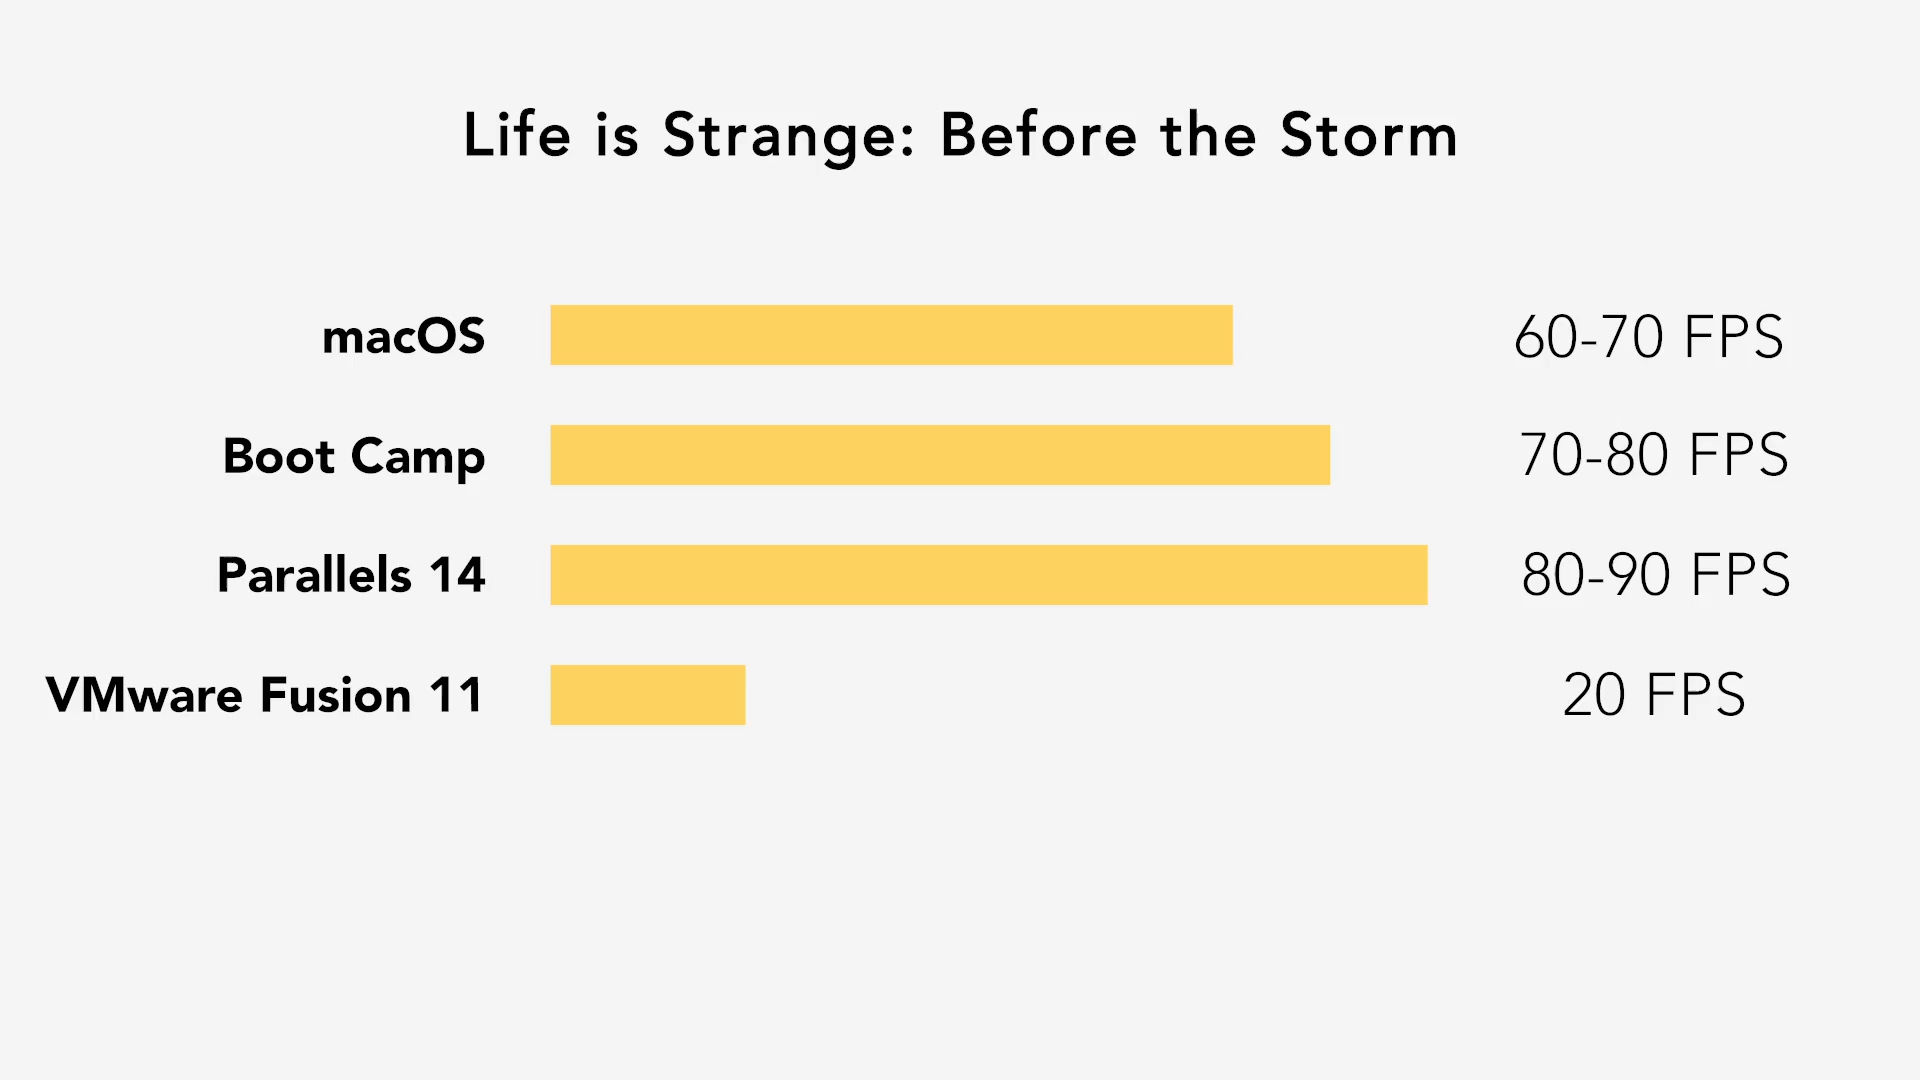 Life is Strange: Before the Storm
macOS 60-70 FPS
Boot Camp 70-80 FPS
Parallels 14 80-90 FPS
VMware Fusion 11 20 FPS